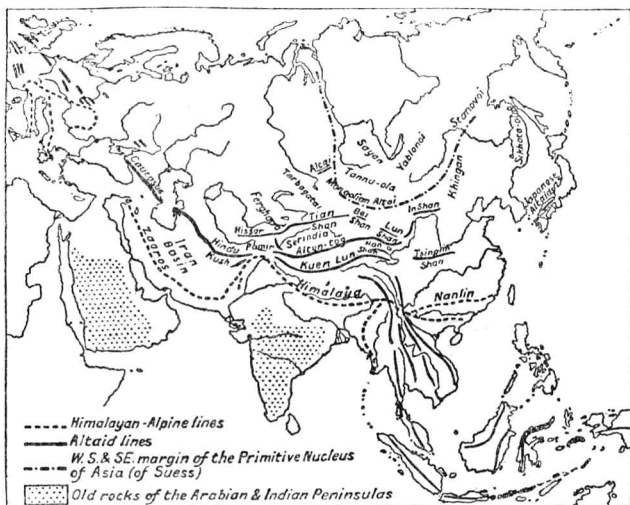 Stanovoi
Sayan
Yablonoi
Sikhota-alin
Altai
Tannu-ola
Khingan
Tarbagatai
Mongolian Altai
Caucasus
Japanese
Ferghana
Tian
Shan
Bei
Shan
Lun
Shan
In Shan
Hissar
Serindia
Altyn-tag
Nan
Shan
Hindu
Kush
Pamir
Kuen Lun
Tsingling
Shan
Zagros
Iran
Basin
Himalaya
Nanlin
Himalayan-Alpine lines
Altaid lines
W.S.& SE. margin of the Primitive Nucleus
of Asia (of Suess)
Old rocks of the Arabian & Indian Peninsulas